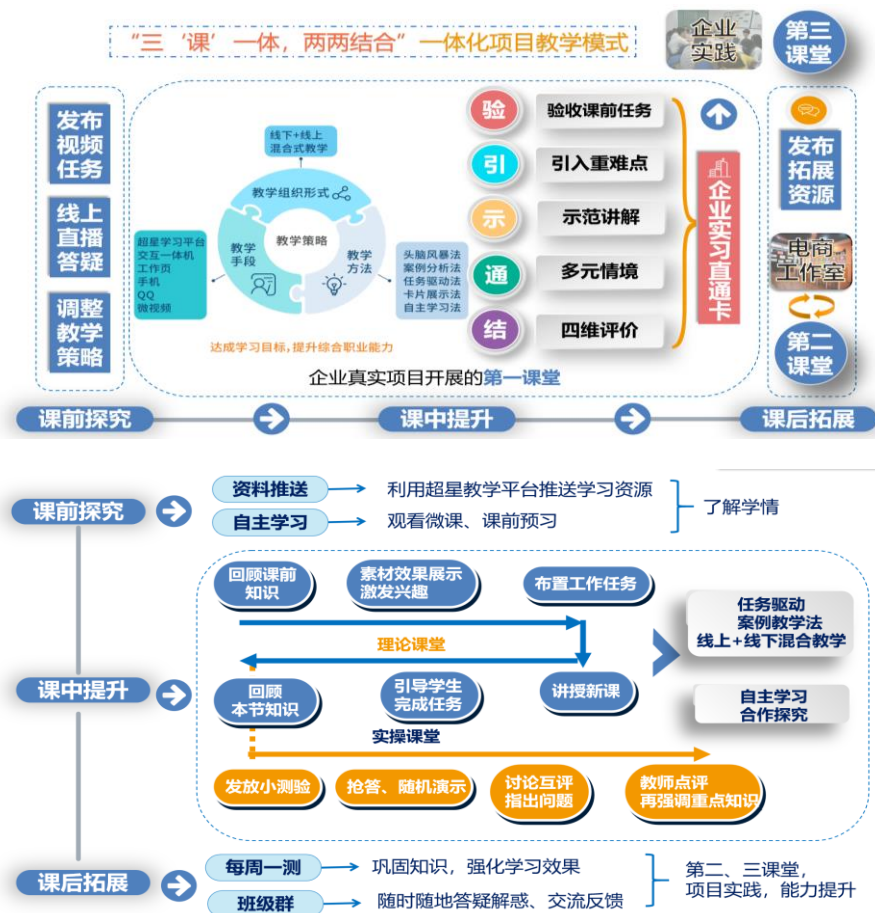 “三‘课’一体，两两结合”一体化项目教学模式
企业
实践
第三
课堂
发布
视频
任务
线上
直播
答疑
调整
教学
策略
线下+线上
混合式教学
教学组织形式
教学策略
教学
手段
教学
方法
超星学习平台
交互一体机
工作页
手机
QQ
微视频
头脑风暴法
案例分析法
任务驱动法
卡片展示法
自主学习法
达成学习目标，提升综合职业能力
企业真实项目开展的第一课堂
验
验收课前任务
引
引入重难点
示
示范讲解
通
多元情境
结
四维评价
企业实习直通卡
发布
拓展
资源
电商
工作室
第二
课堂
课前探究
课中提升
课后拓展
课前探究
资料推送
利用超星教学平台推送学习资源
自主学习
观看微课、课前预习
了解学情
课中提升
回顾课前
知识
素材效果展示
激发兴趣
布置工作任务
理论课堂
回顾
本节知识
引导学生
完成任务
讲授新课
实操课堂
发放小测验
抢答、随机演示
讨论互评
指出问题
教师点评
再强调重点知识
任务驱动
案例教学法
线上+线下混合教学
自主学习
合作探究
课后拓展
每周一测
巩固知识，强化学习效果
班级群
随时随地答疑解惑、交流反馈
第二、三课堂，
项目实践，能力提升